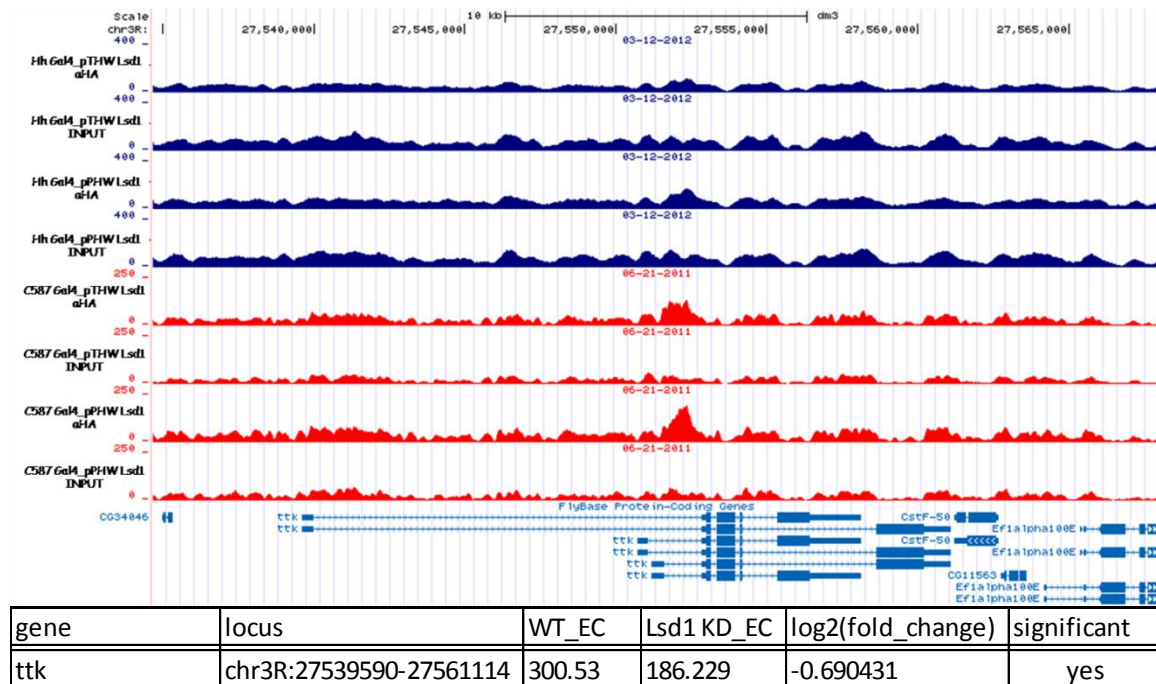 Scale 10 kb dm3
chr3R: 27,540,000 27,545,000 27,550,000 27,555,000 27,560,000 27,565,000
03-12-2012
400
Hh Gal4_pTHW Lsd1
αHA
0
03-12-2012
400
Hh Gal4_pTHW Lsd1
INPUT
0
03-12-2012
400
Hh Gal4_pPHW Lsd1
αHA
0
03-12-2012
400
Hh Gal4_pPHW Lsd1
INPUT
0
06-21-2011
250
C587 Gal4_pTHW Lsd1
αHA
0
06-21-2011
250
C587 Gal4_pTHW Lsd1
INPUT
0
06-21-2011
250
C587 Gal4_pPHW Lsd1
αHA
0
06-21-2011
250
C587 Gal4_pPHW Lsd1
INPUT
0
FlyBase Protein-Coding Genes
CG34046 ttk CstF-50
ttk Ef1alpha100E
ttk CstF-50
ttk Ef1alpha100E
ttk
ttk CG11563
Ef1alpha100E
Ef1alpha100E
gene locus WT_EC Lsd1 KD_EC log2(fold_change) significant
ttk chr3R:27539590-27561114 300.53 186.229 -0.690431 yes